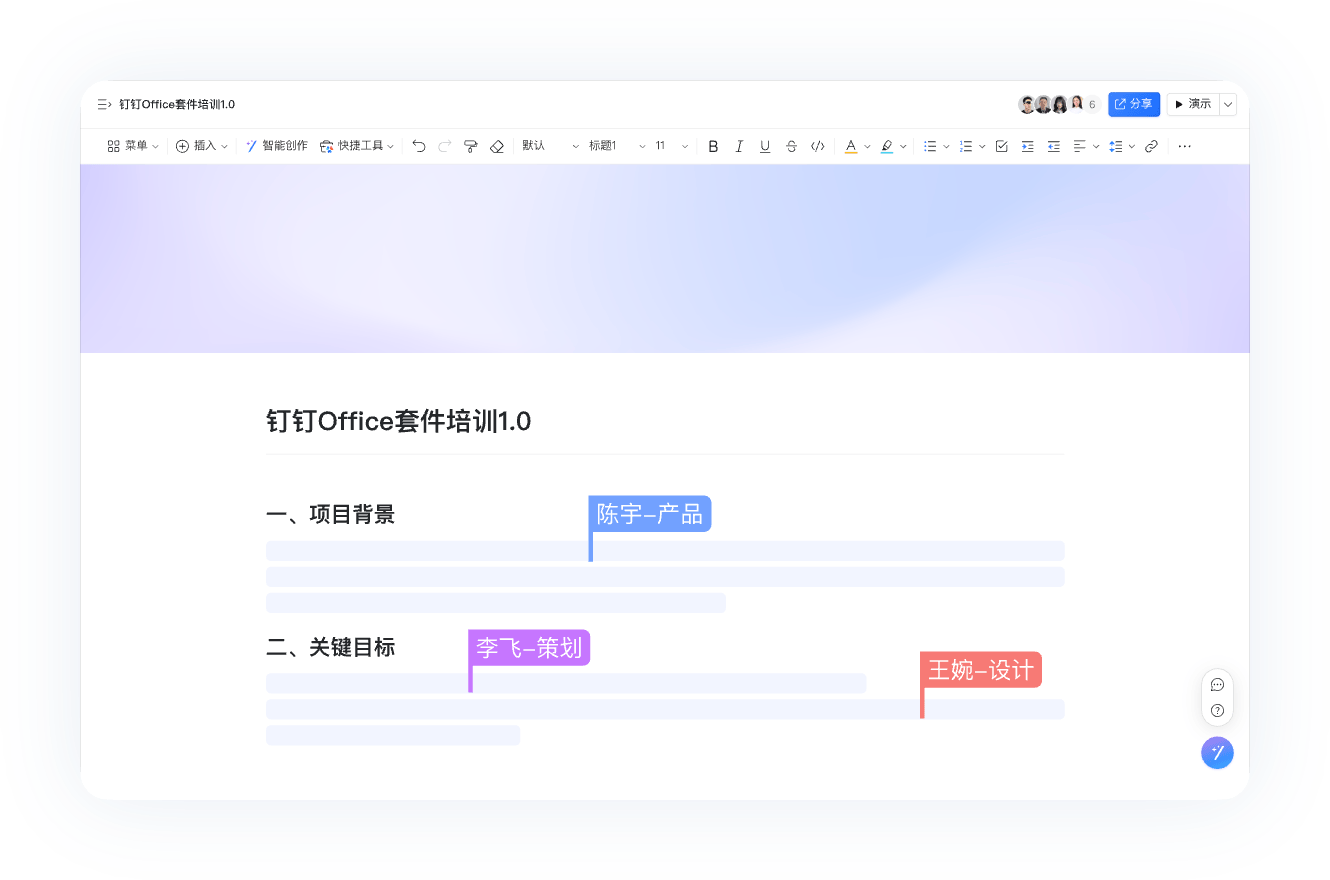 钉钉Office套件培训1.0
6 分享 演示
菜单 插入 智能创作 快捷工具 默认 标题1 11 B I U S </> A
钉钉Office套件培训1.0
一、项目背景
陈宇–产品
二、关键目标
李飞–策划
王婉–设计